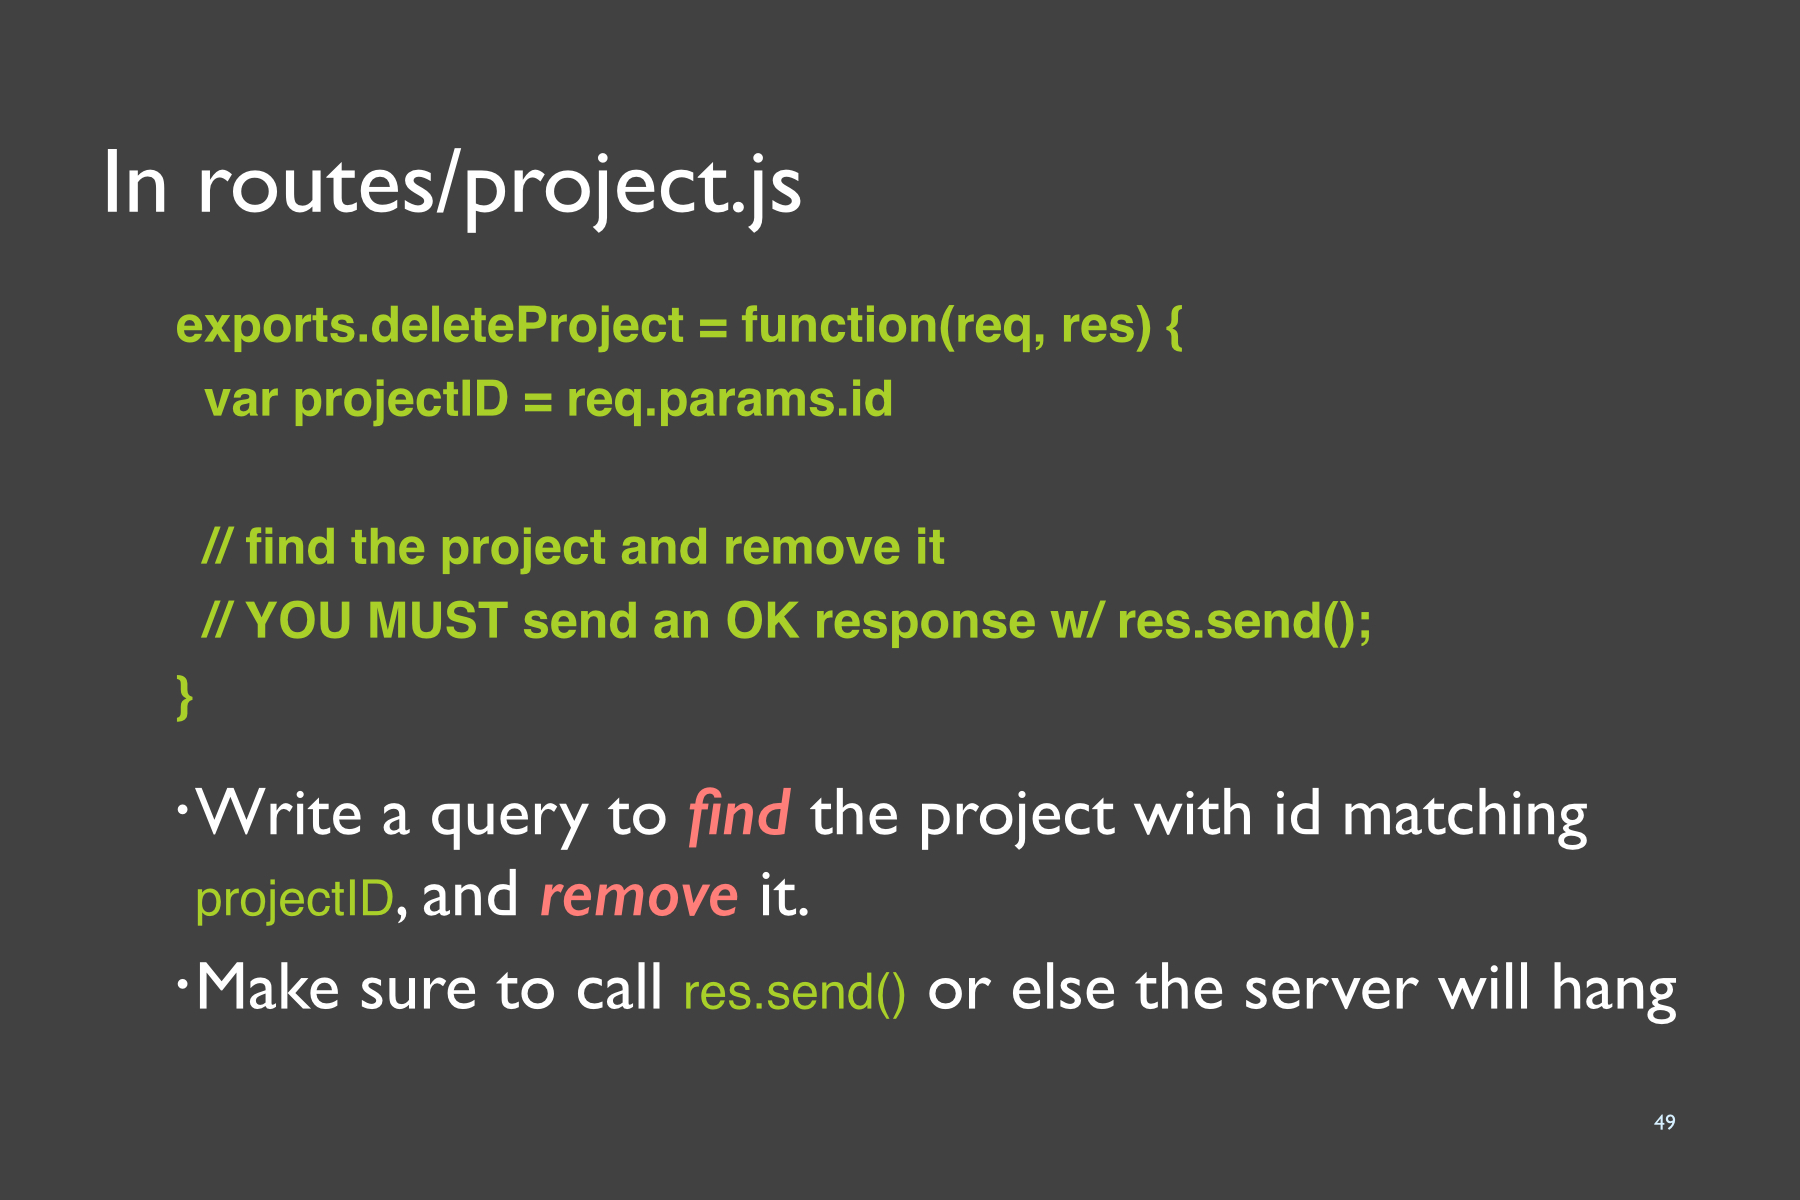 In routes/project.js
exports.deleteProject = function(req, res) {
var projectID = req.params.id
// find the project and remove it
// YOU MUST send an OK response w/ res.send();
}
·Write a query to find the project with id matching
projectID, and remove it.
·Make sure to call res.send() or else the server will hang
49